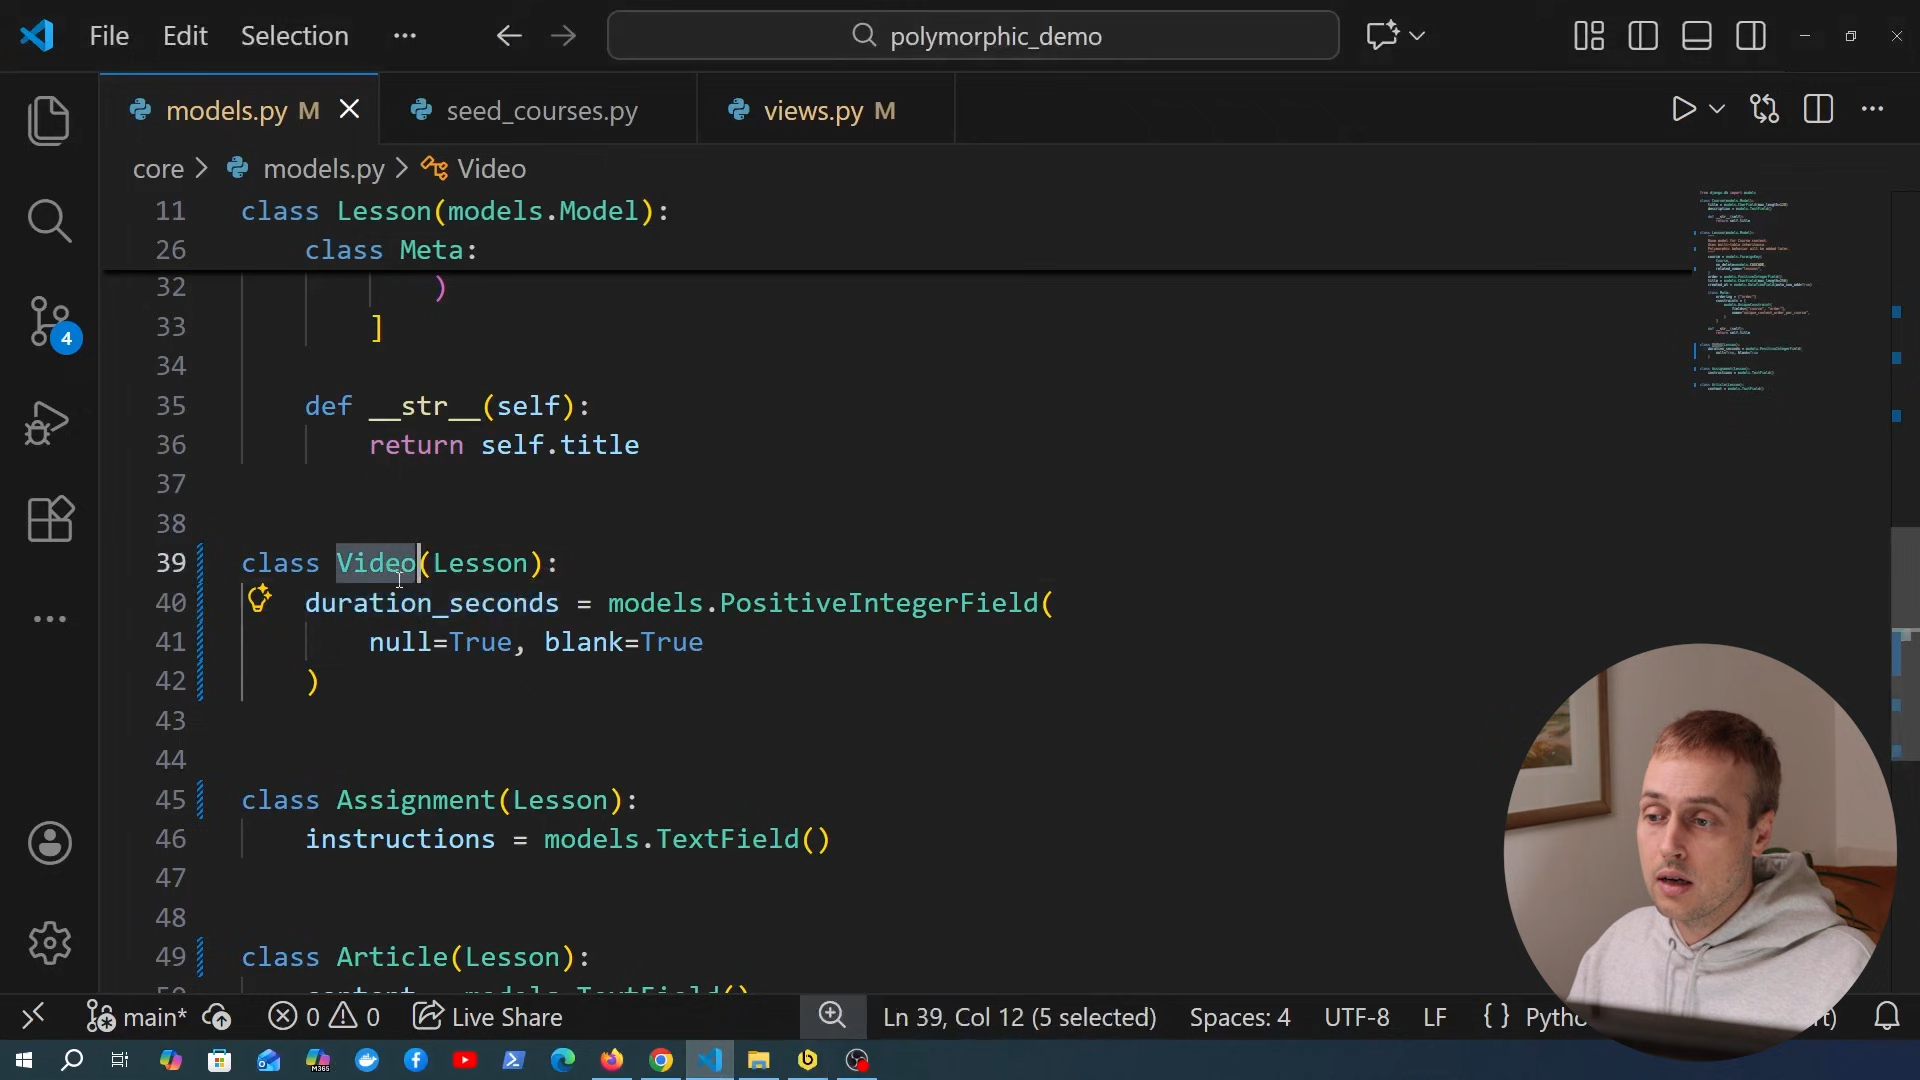 File Edit Selection ··· polymorphic_demo
models.py M seed_courses.py views.py M
core > models.py > Video
11 class Lesson(models.Model):
26 class Meta:
32 )
33 ]
34
35 def __str__(self):
36 return self.title
37
38
39 class Video(Lesson):
40 duration_seconds = models.PositiveIntegerField(
41 null=True, blank=True
42 )
43
44
45 class Assignment(Lesson):
46 instructions = models.TextField()
47
48
49 class Article(Lesson):
50 content = models.TextField()
4
main* 0 0 Live Share Ln 39, Col 12 (5 selected) Spaces: 4 UTF-8 LF { }